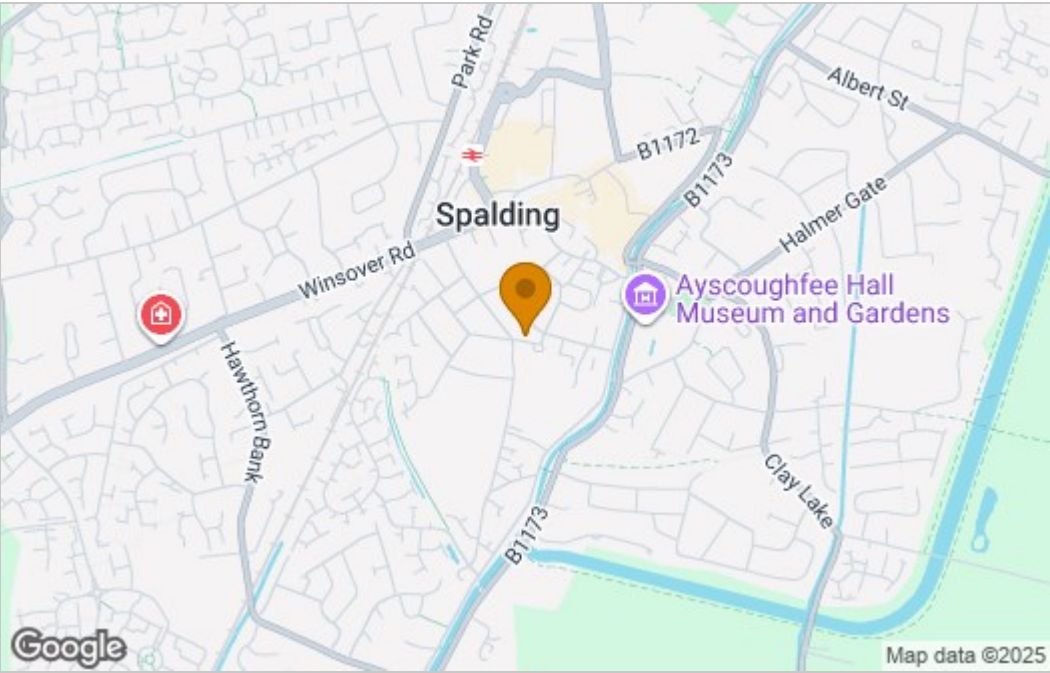 Park Rd
Albert St
B1172
B1173
Halmer Gate
Spalding
Winsover Rd
Ayscoughfee Hall
Museum and Gardens
Hawthorn Bank
Clay Lake
B1173
Google
Map data ©2025